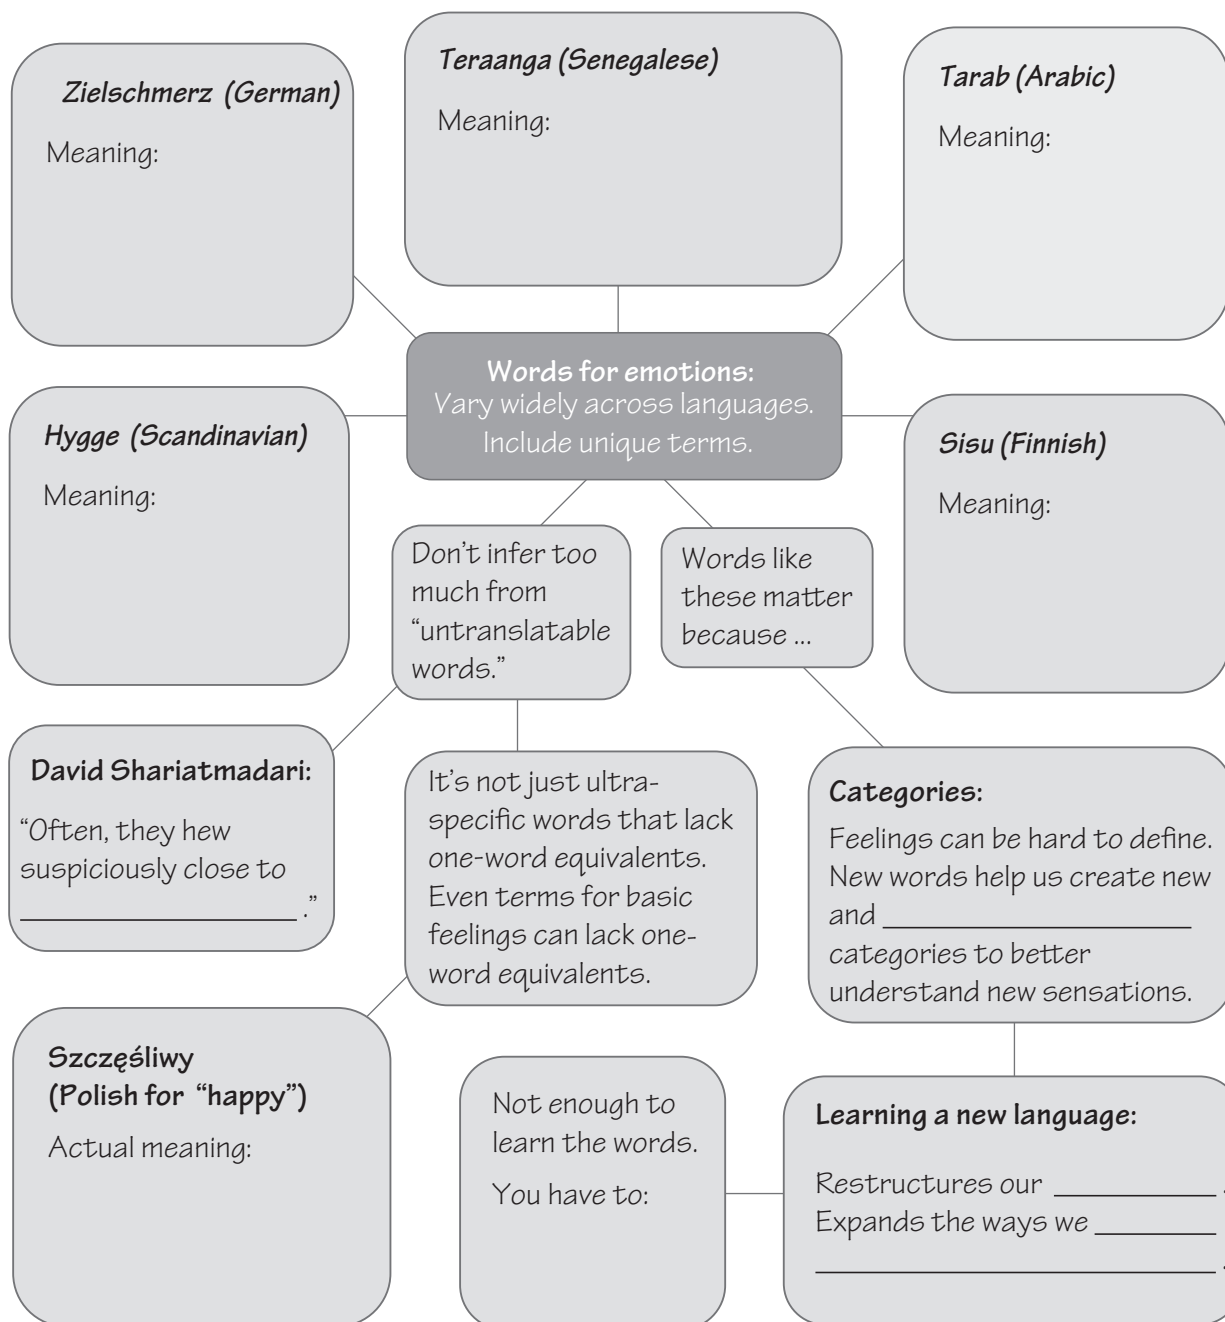 Zielschmerz (German)
Meaning:
Teraanga (Senegalese)
Meaning:
Tarab (Arabic)
Meaning:
Words for emotions:
Vary widely across languages.
Include unique terms.
Hygge (Scandinavian)
Meaning:
Sisu (Finnish)
Meaning:
Don't infer too
much from
“untranslatable
words.”
Words like
these matter
because ...
David Shariatmadari:
“Often, they hew
suspiciously close to
____________________ .”
It's not just ultra-
specific words that lack
one-word equivalents.
Even terms for basic
feelings can lack one-
word equivalents.
Categories:
Feelings can be hard to define.
New words help us create new
and ______________________
categories to better
understand new sensations.
Szczęśliwy
(Polish for “happy”)
Actual meaning:
Not enough to
learn the words.
You have to:
Learning a new language:
Restructures our ____________ .
Expands the ways we _________
_____________________________ .